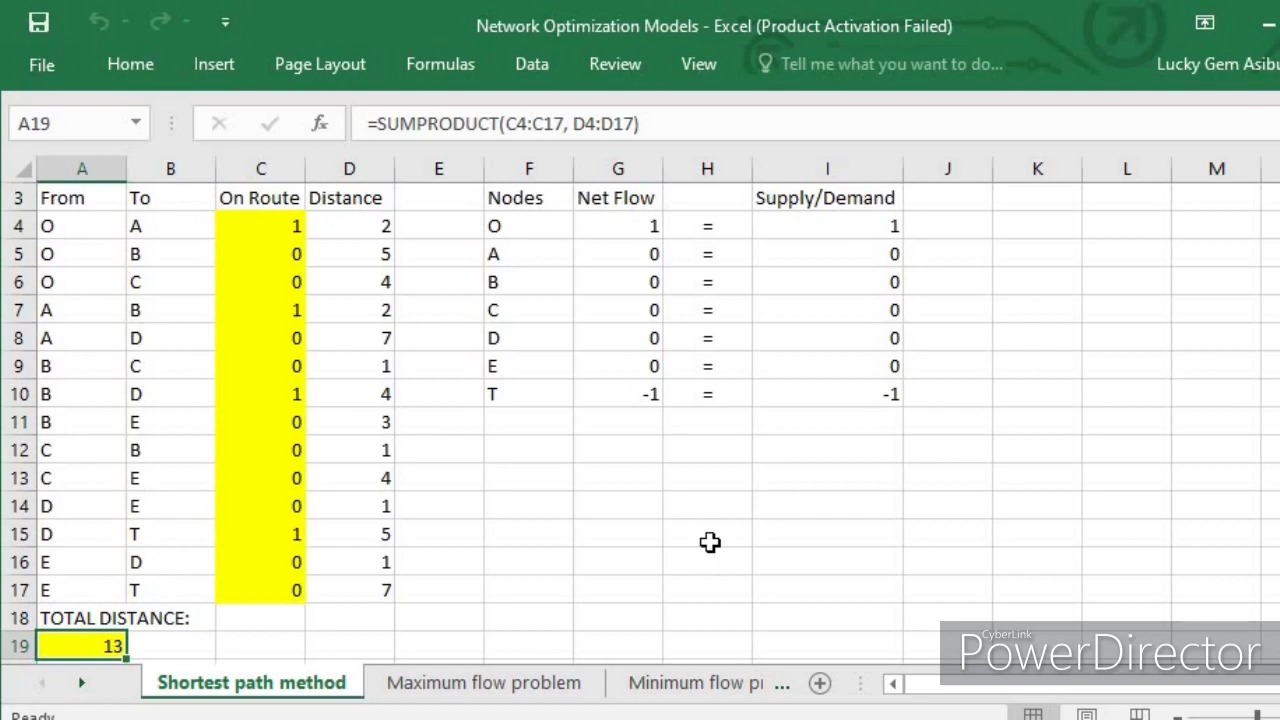 Network Optimization Models - Excel (Product Activation Failed)
File Home Insert Page Layout Formulas Data Review View Tell me what you want to do... Lucky Gem Asibu
A19 fx =SUMPRODUCT(C4:C17, D4:D17)
A B C D E F G H I J K L M
3 From To On Route Distance Nodes Net Flow Supply/Demand
4 O A 1 2 O 1 = 1
5 O B 0 5 A 0 = 0
6 O C 0 4 B 0 = 0
7 A B 1 2 C 0 = 0
8 A D 0 7 D 0 = 0
9 B C 0 1 E 0 = 0
10 B D 1 4 T -1 = -1
11 B E 0 3
12 C B 0 1
13 C E 0 4
14 D E 0 1
15 D T 1 5
16 E D 0 1
17 E T 0 7
18 TOTAL DISTANCE:
19 13
CyberLink
PowerDirector
Shortest path method Maximum flow problem Minimum flow pı ...
Ready